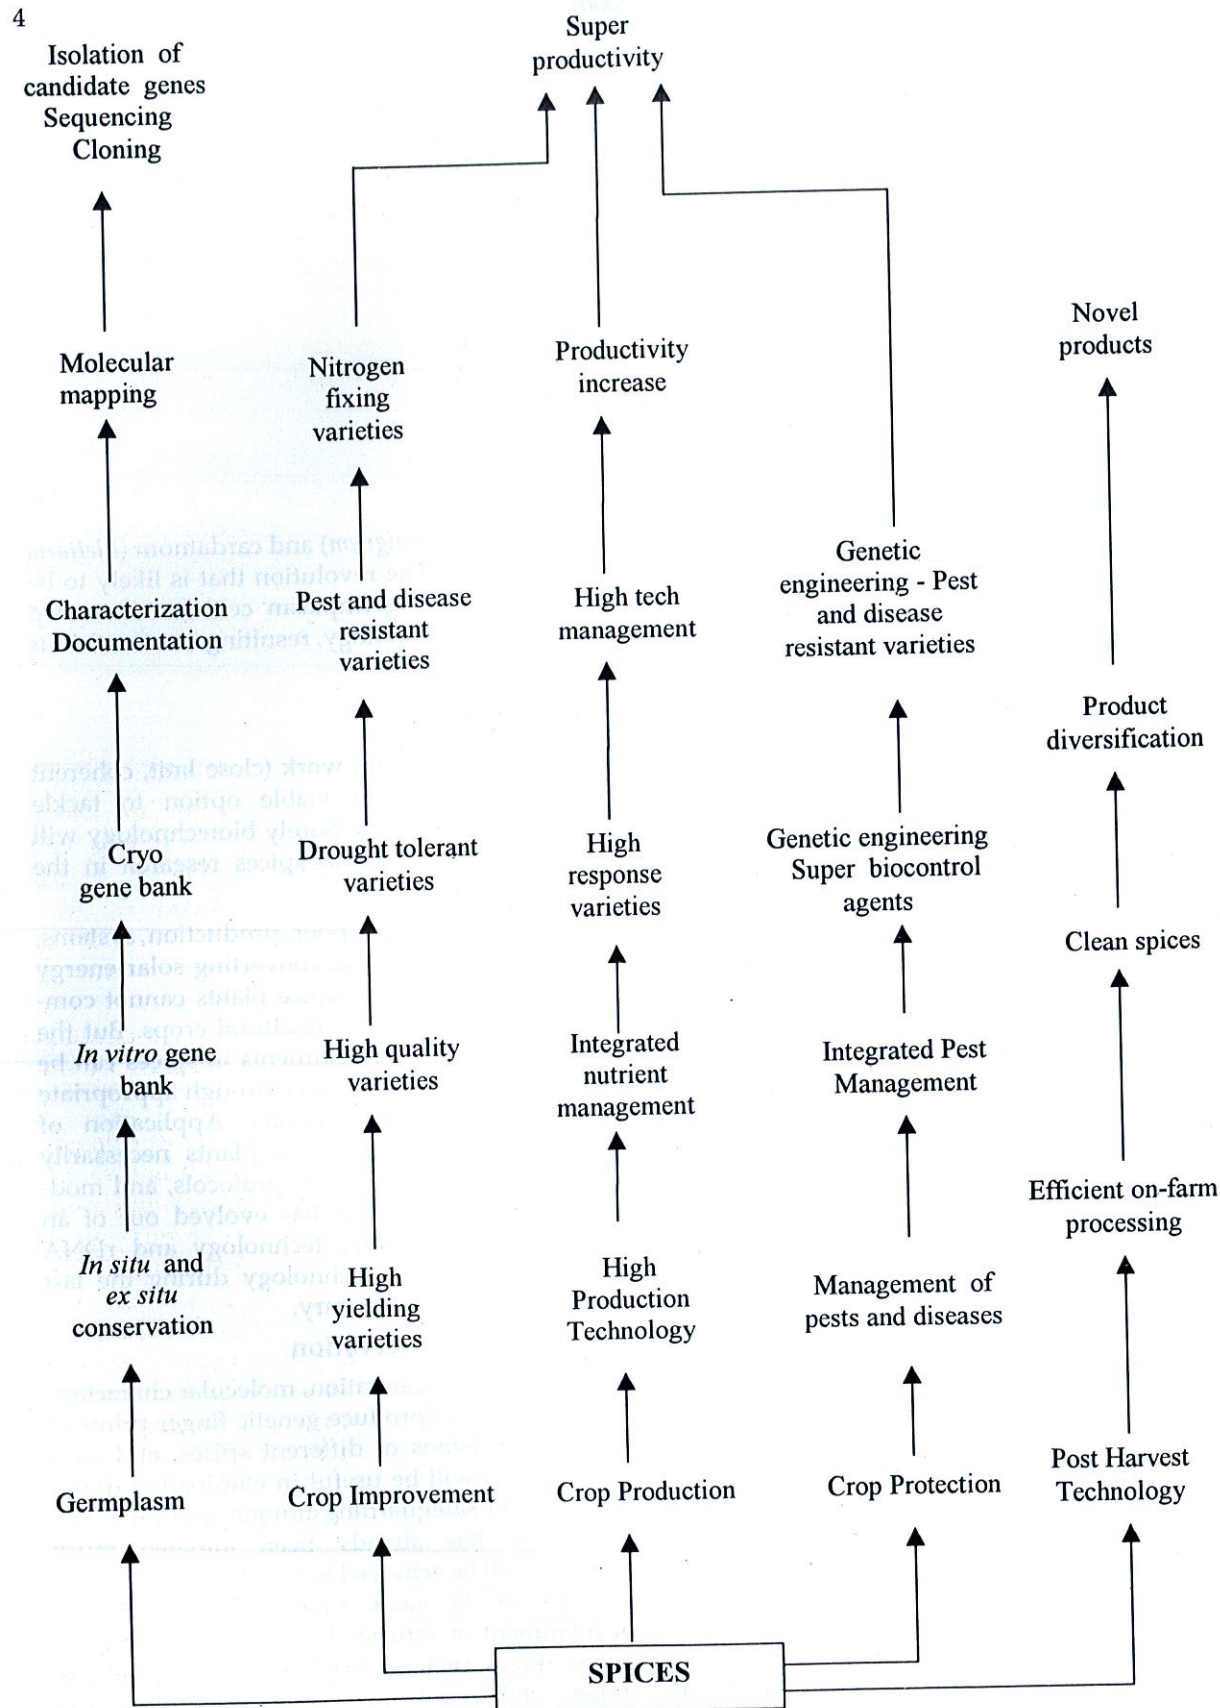 4
Isolation of
candidate genes
Sequencing
Cloning
Super
productivity
Molecular
mapping
Nitrogen
fixing
varieties
Productivity
increase
Novel
products
Characterization
Documentation
Pest and disease
resistant
varieties
High tech
management
Genetic
engineering - Pest
and disease
resistant varieties
Product
diversification
Cryo
gene bank
Drought tolerant
varieties
High
response
varieties
Genetic engineering
Super biocontrol
agents
Clean spices
In vitro gene
bank
High quality
varieties
Integrated
nutrient
management
Integrated Pest
Management
Efficient on-farm
processing
In situ and
ex situ
conservation
High
yielding
varieties
High
Production
Technology
Management of
pests and diseases
Germplasm
Crop Improvement
Crop Production
Crop Protection
Post Harvest
Technology
SPICES